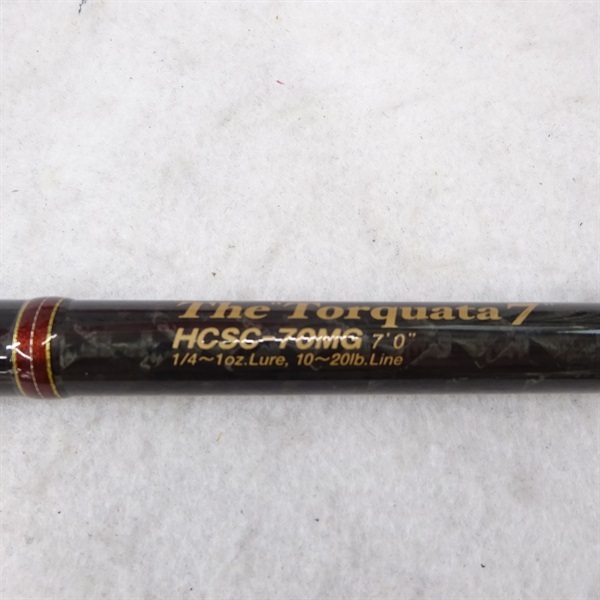 The "Torquata 7
HCSC-70MG 7'0"
1/4～1oz.Lure, 10～20lb.Line